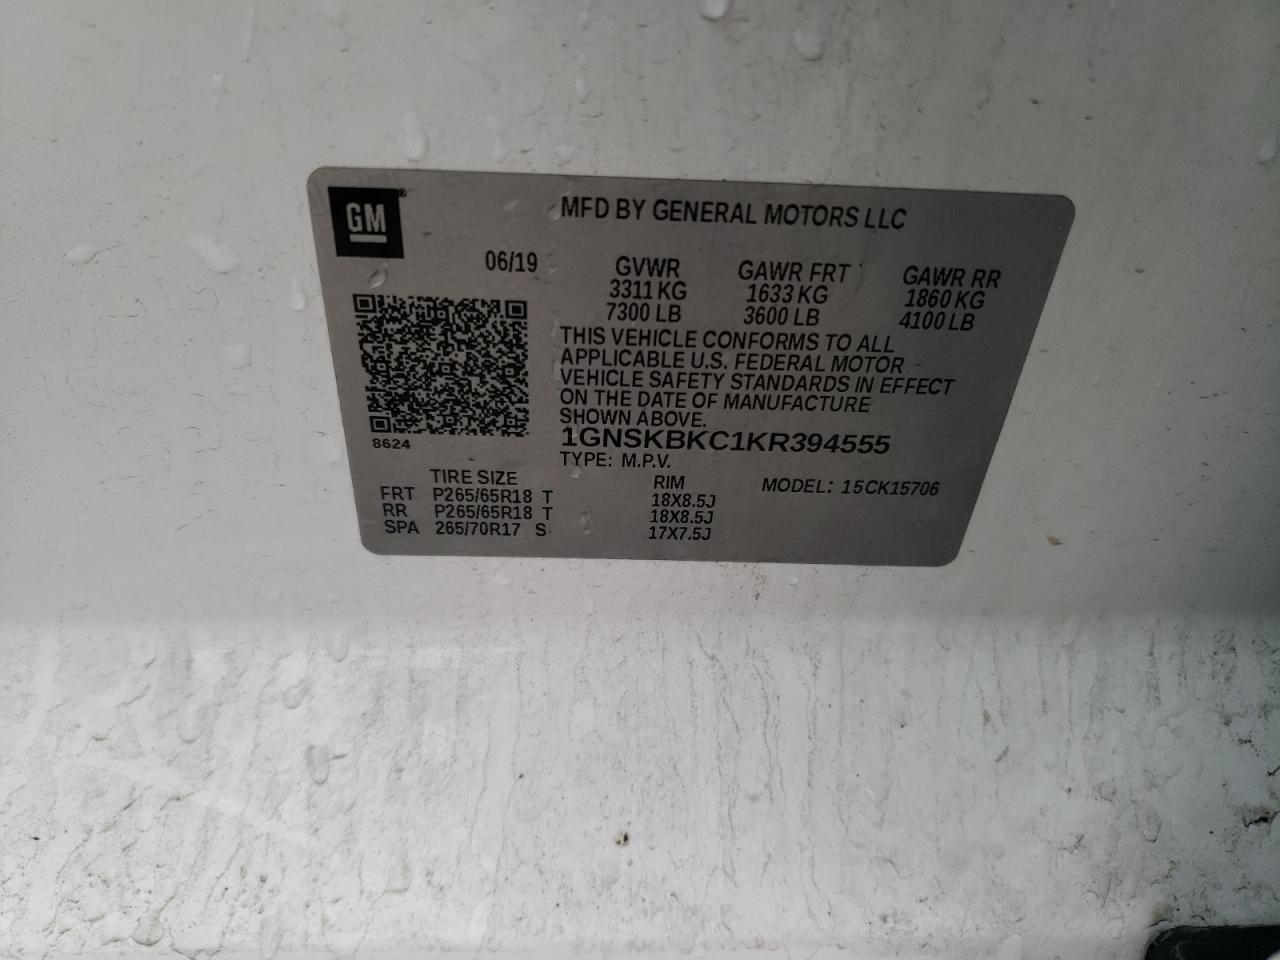 GM®
MFD BY GENERAL MOTORS LLC
06/19
GVWR GAWR FRT GAWR RR
3311 KG 1633 KG 1860 KG
7300 LB 3600 LB 4100 LB
THIS VEHICLE CONFORMS TO ALL
APPLICABLE U.S. FEDERAL MOTOR
VEHICLE SAFETY STANDARDS IN EFFECT
ON THE DATE OF MANUFACTURE
SHOWN ABOVE.
8624
1GNSKBKC1KR394555
TYPE: M.P.V.
TIRE SIZE RIM MODEL: 15CK15706
FRT P265/65R18 T 18X8.5J
RR P265/65R18 T 18X8.5J
SPA 265/70R17 S 17X7.5J